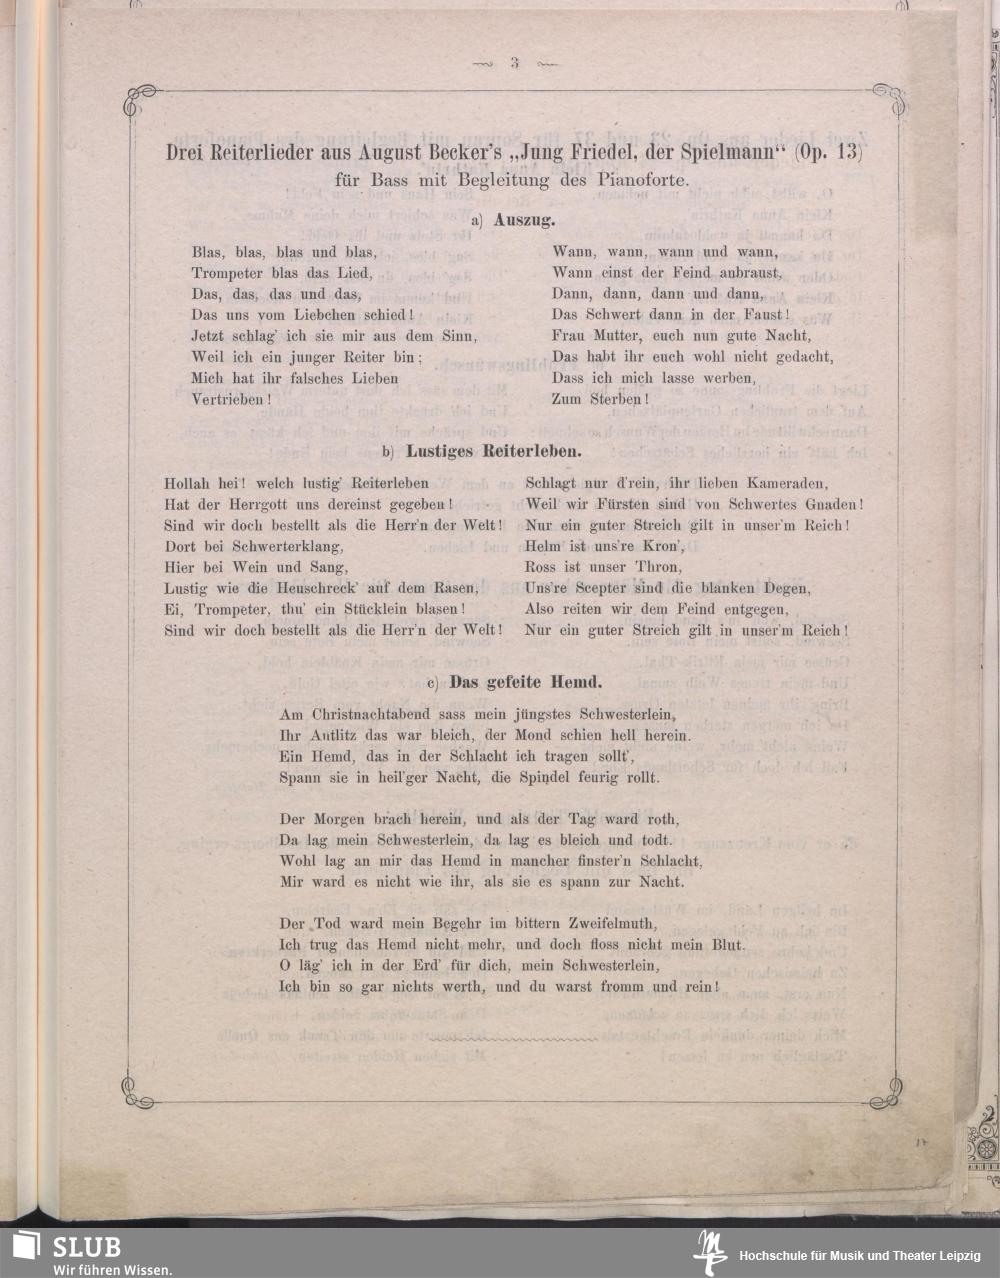 3
Drei Reiterlieder aus August Becker's „Jung Friedel, der Spielmann“ (Op. 13)
für Bass mit Begleitung des Pianoforte.
a) Auszug.
Blas, blas, blas und blas,
Trompeter blas das Lied,
Das, das, das und das,
Das uns vom Liebchen schied!
Jetzt schlag' ich sie mir aus dem Sinn,
Weil ich ein junger Reiter bin;
Mich hat ihr falsches Lieben
Vertrieben!
Wann, wann, wann und wann,
Wann einst der Feind anbraust,
Dann, dann, dann und dann,
Das Schwert dann in der Faust!
Frau Mutter, euch nun gute Nacht,
Das habt ihr euch wohl nicht gedacht,
Dass ich mich lasse werben,
Zum Sterben!
b) Lustiges Reiterleben.
Hollah hei! welch lustig' Reiterleben
Hat der Herrgott uns dereinst gegeben!
Sind wir doch bestellt als die Herr'n der Welt!
Dort bei Schwerterklang,
Hier bei Wein und Sang,
Lustig wie die Heuschreck' auf dem Rasen,
Ei, Trompeter, thu' ein Stücklein blasen!
Sind wir doch bestellt als die Herr'n der Welt!
Schlagt nur d'rein, ihr lieben Kameraden,
Weil wir Fürsten sind von Schwertes Gnaden!
Nur ein guter Streich gilt in unser'm Reich!
Helm ist uns're Kron',
Ross ist unser Thron,
Uns're Scepter sind die blanken Degen,
Also reiten wir dem Feind entgegen,
Nur ein guter Streich gilt in unser'm Reich!
c) Das gefeite Hemd.
Am Christnachtabend sass mein jüngstes Schwesterlein,
Ihr Antlitz das war bleich, der Mond schien hell herein.
Ein Hemd, das in der Schlacht ich tragen sollt',
Spann sie in heil'ger Nacht, die Spindel feurig rollt.
Der Morgen brach herein, und als der Tag ward roth,
Da lag mein Schwesterlein, da lag es bleich und todt.
Wohl lag an mir das Hemd in mancher finster'n Schlacht,
Mir ward es nicht wie ihr, als sie es spann zur Nacht.
Der Tod ward mein Begehr im bittern Zweifelmuth,
Ich trug das Hemd nicht mehr, und doch floss nicht mein Blut.
O läg' ich in der Erd' für dich, mein Schwesterlein,
Ich bin so gar nichts werth, und du warst fromm und rein!
17
SLUB
Wir führen Wissen.
Hochschule für Musik und Theater Leipzig